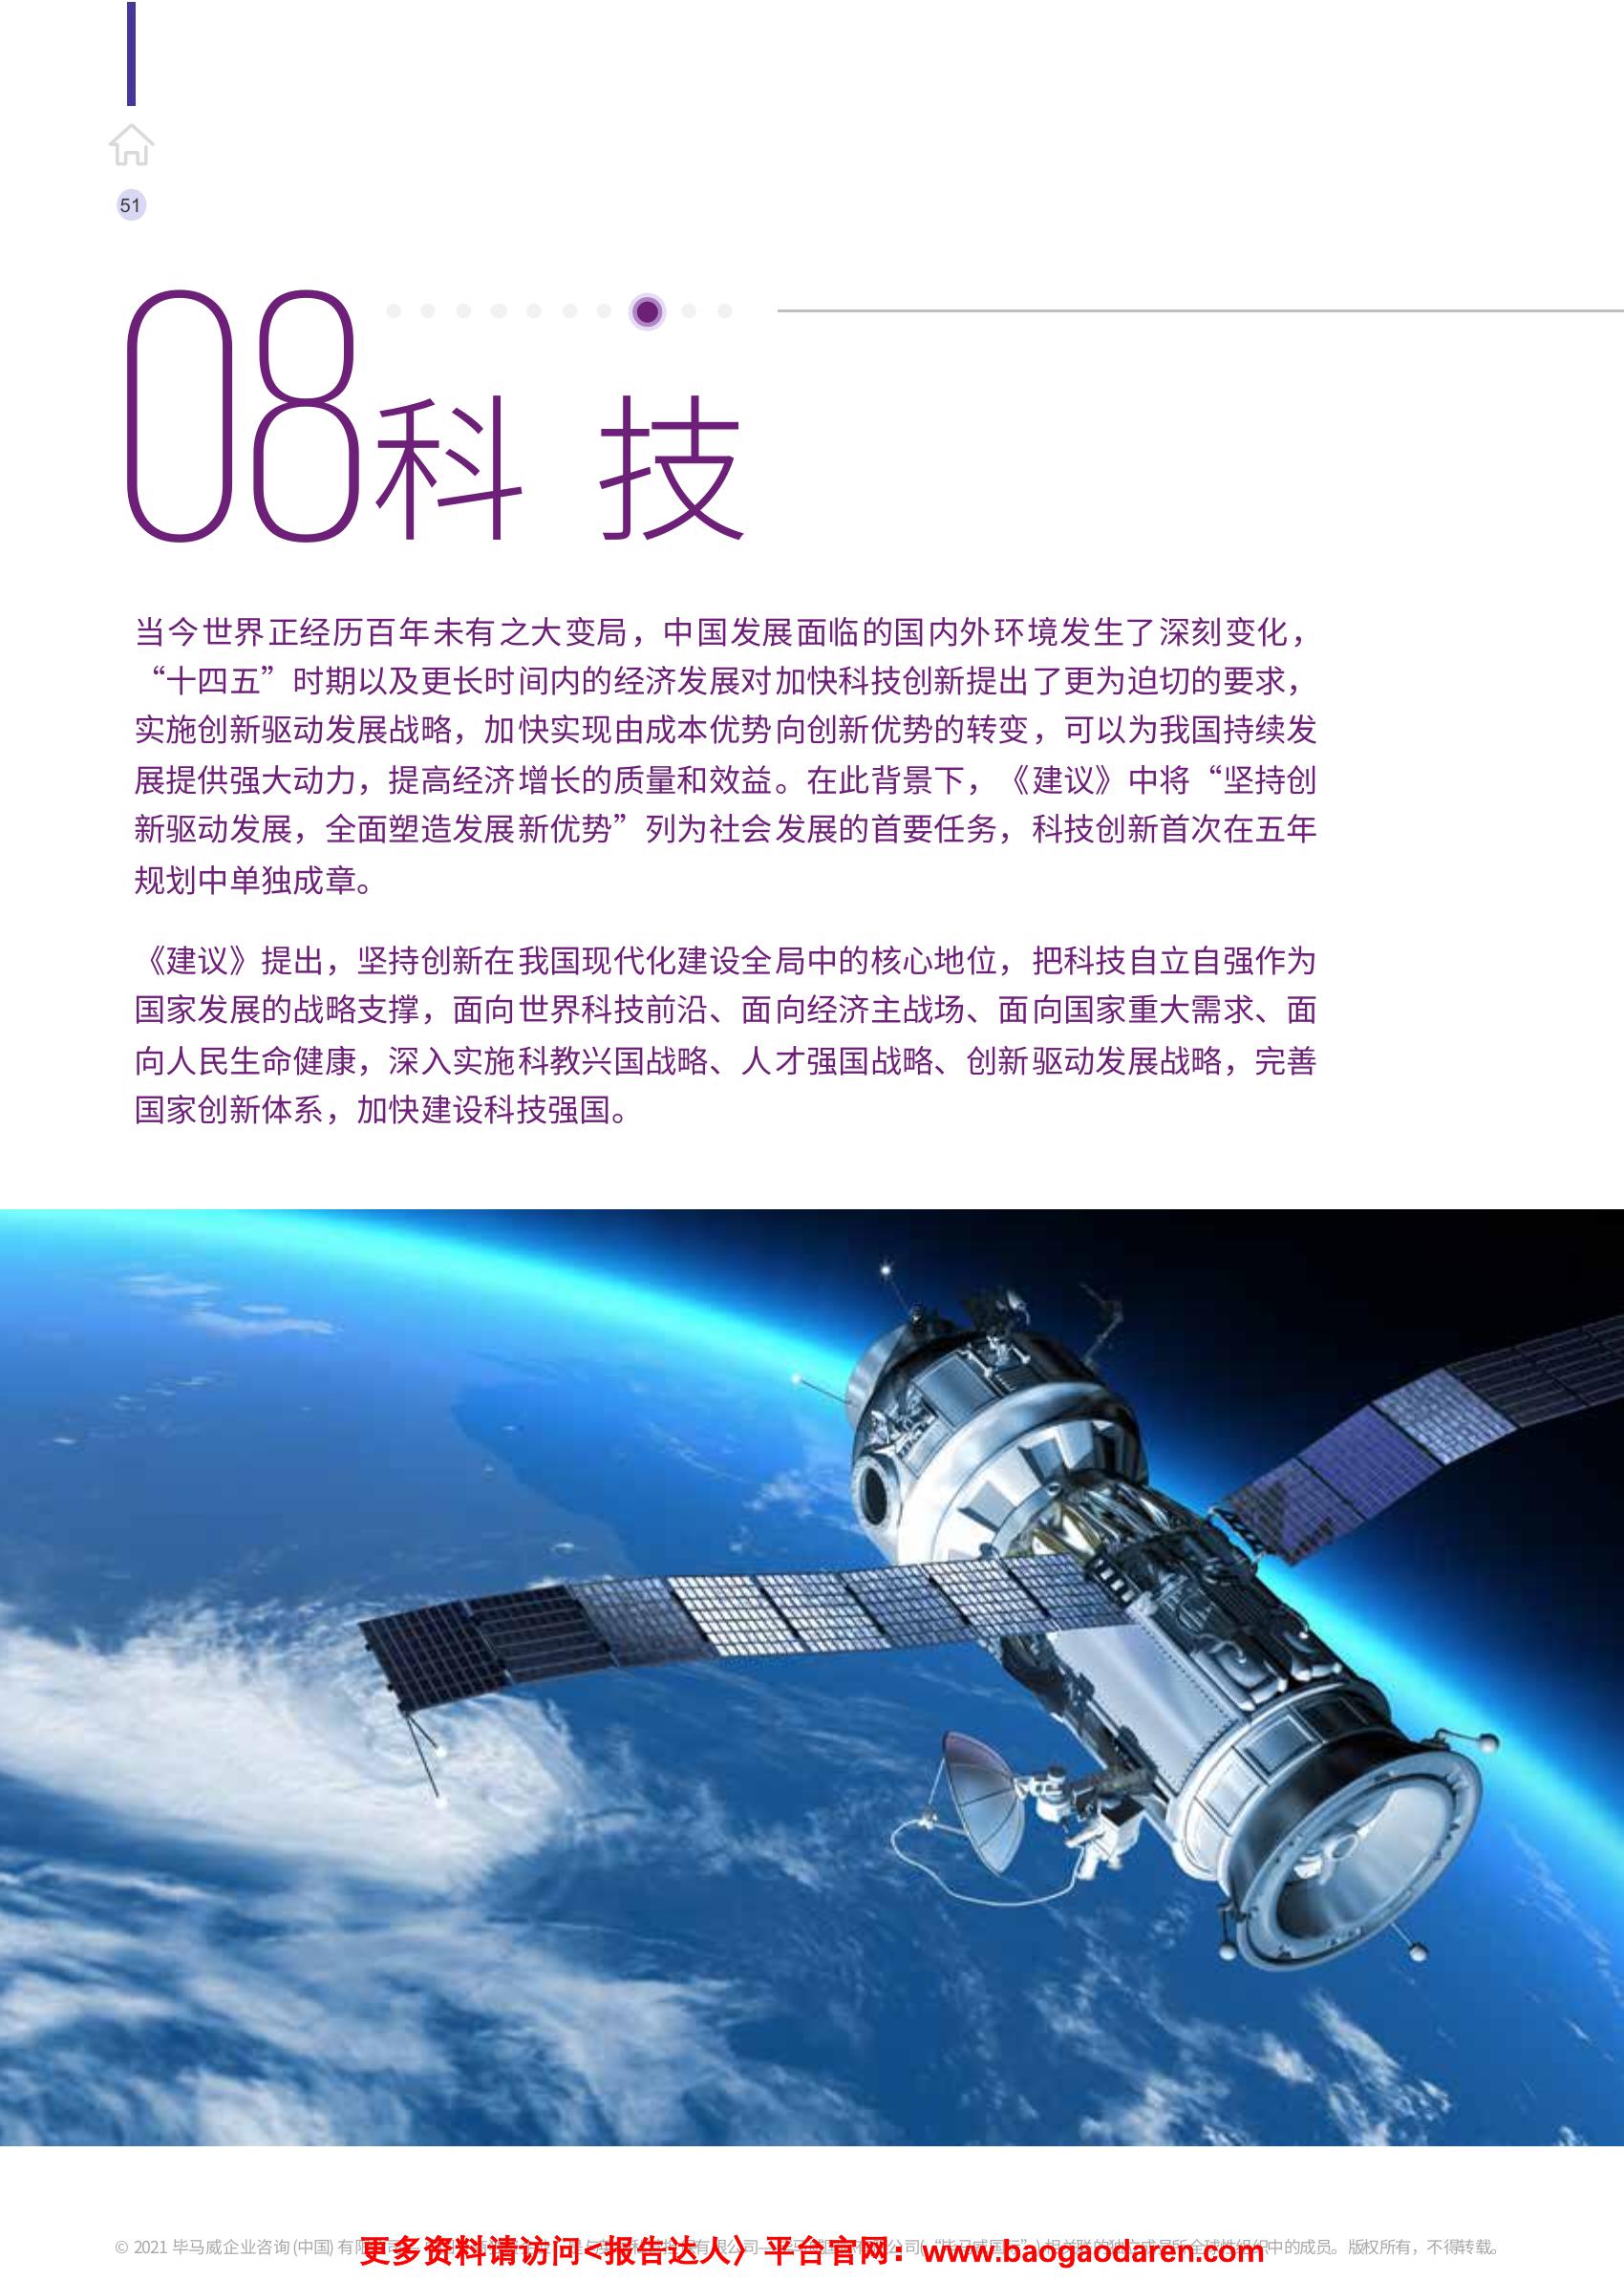 51
08科 技
当今世界正经历百年未有之大变局，中国发展面临的国内外环境发生了深刻变化，
“十四五”时期以及更长时间内的经济发展对加快科技创新提出了更为迫切的要求，
实施创新驱动发展战略，加快实现由成本优势向创新优势的转变，可以为我国持续发
展提供强大动力，提高经济增长的质量和效益。在此背景下，《建议》中将“坚持创
新驱动发展，全面塑造发展新优势”列为社会发展的首要任务，科技创新首次在五年
规划中单独成章。
《建议》提出，坚持创新在我国现代化建设全局中的核心地位，把科技自立自强作为
国家发展的战略支撑，面向世界科技前沿、面向经济主战场、面向国家重大需求、面
向人民生命健康，深入实施科教兴国战略、人才强国战略、创新驱动发展战略，完善
国家创新体系，加快建设科技强国。
© 2021 毕马威企业咨询(中国) 有限 中的成员。版权所有，不得转载。
更多资料请访问<报告达人〉平台官网：www.baogaodaren.com